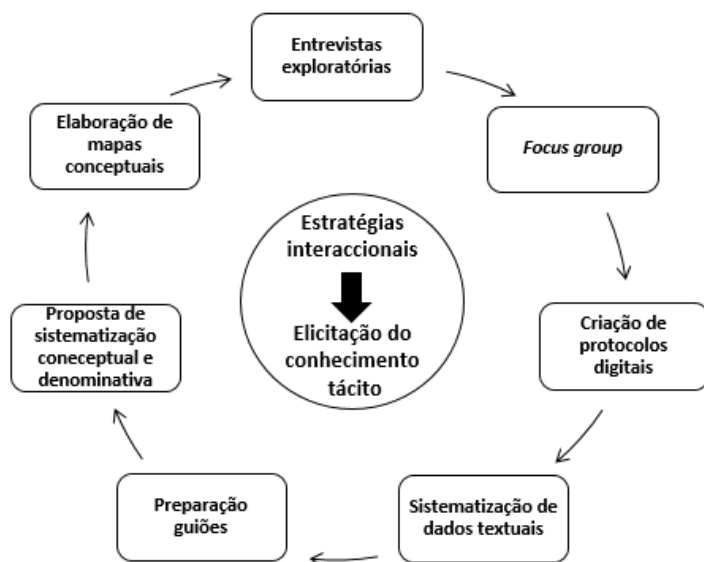 Entrevistas
exploratórias
Focus group
Criação de
protocolos
digitais
Sistematização de
dados textuais
Preparação
guiões
Proposta de
sistematização
coneceptual e
denominativa
Elaboração de
mapas
conceptuais
Estratégias
interaccionais
Elicitação do
conhecimento
tácito